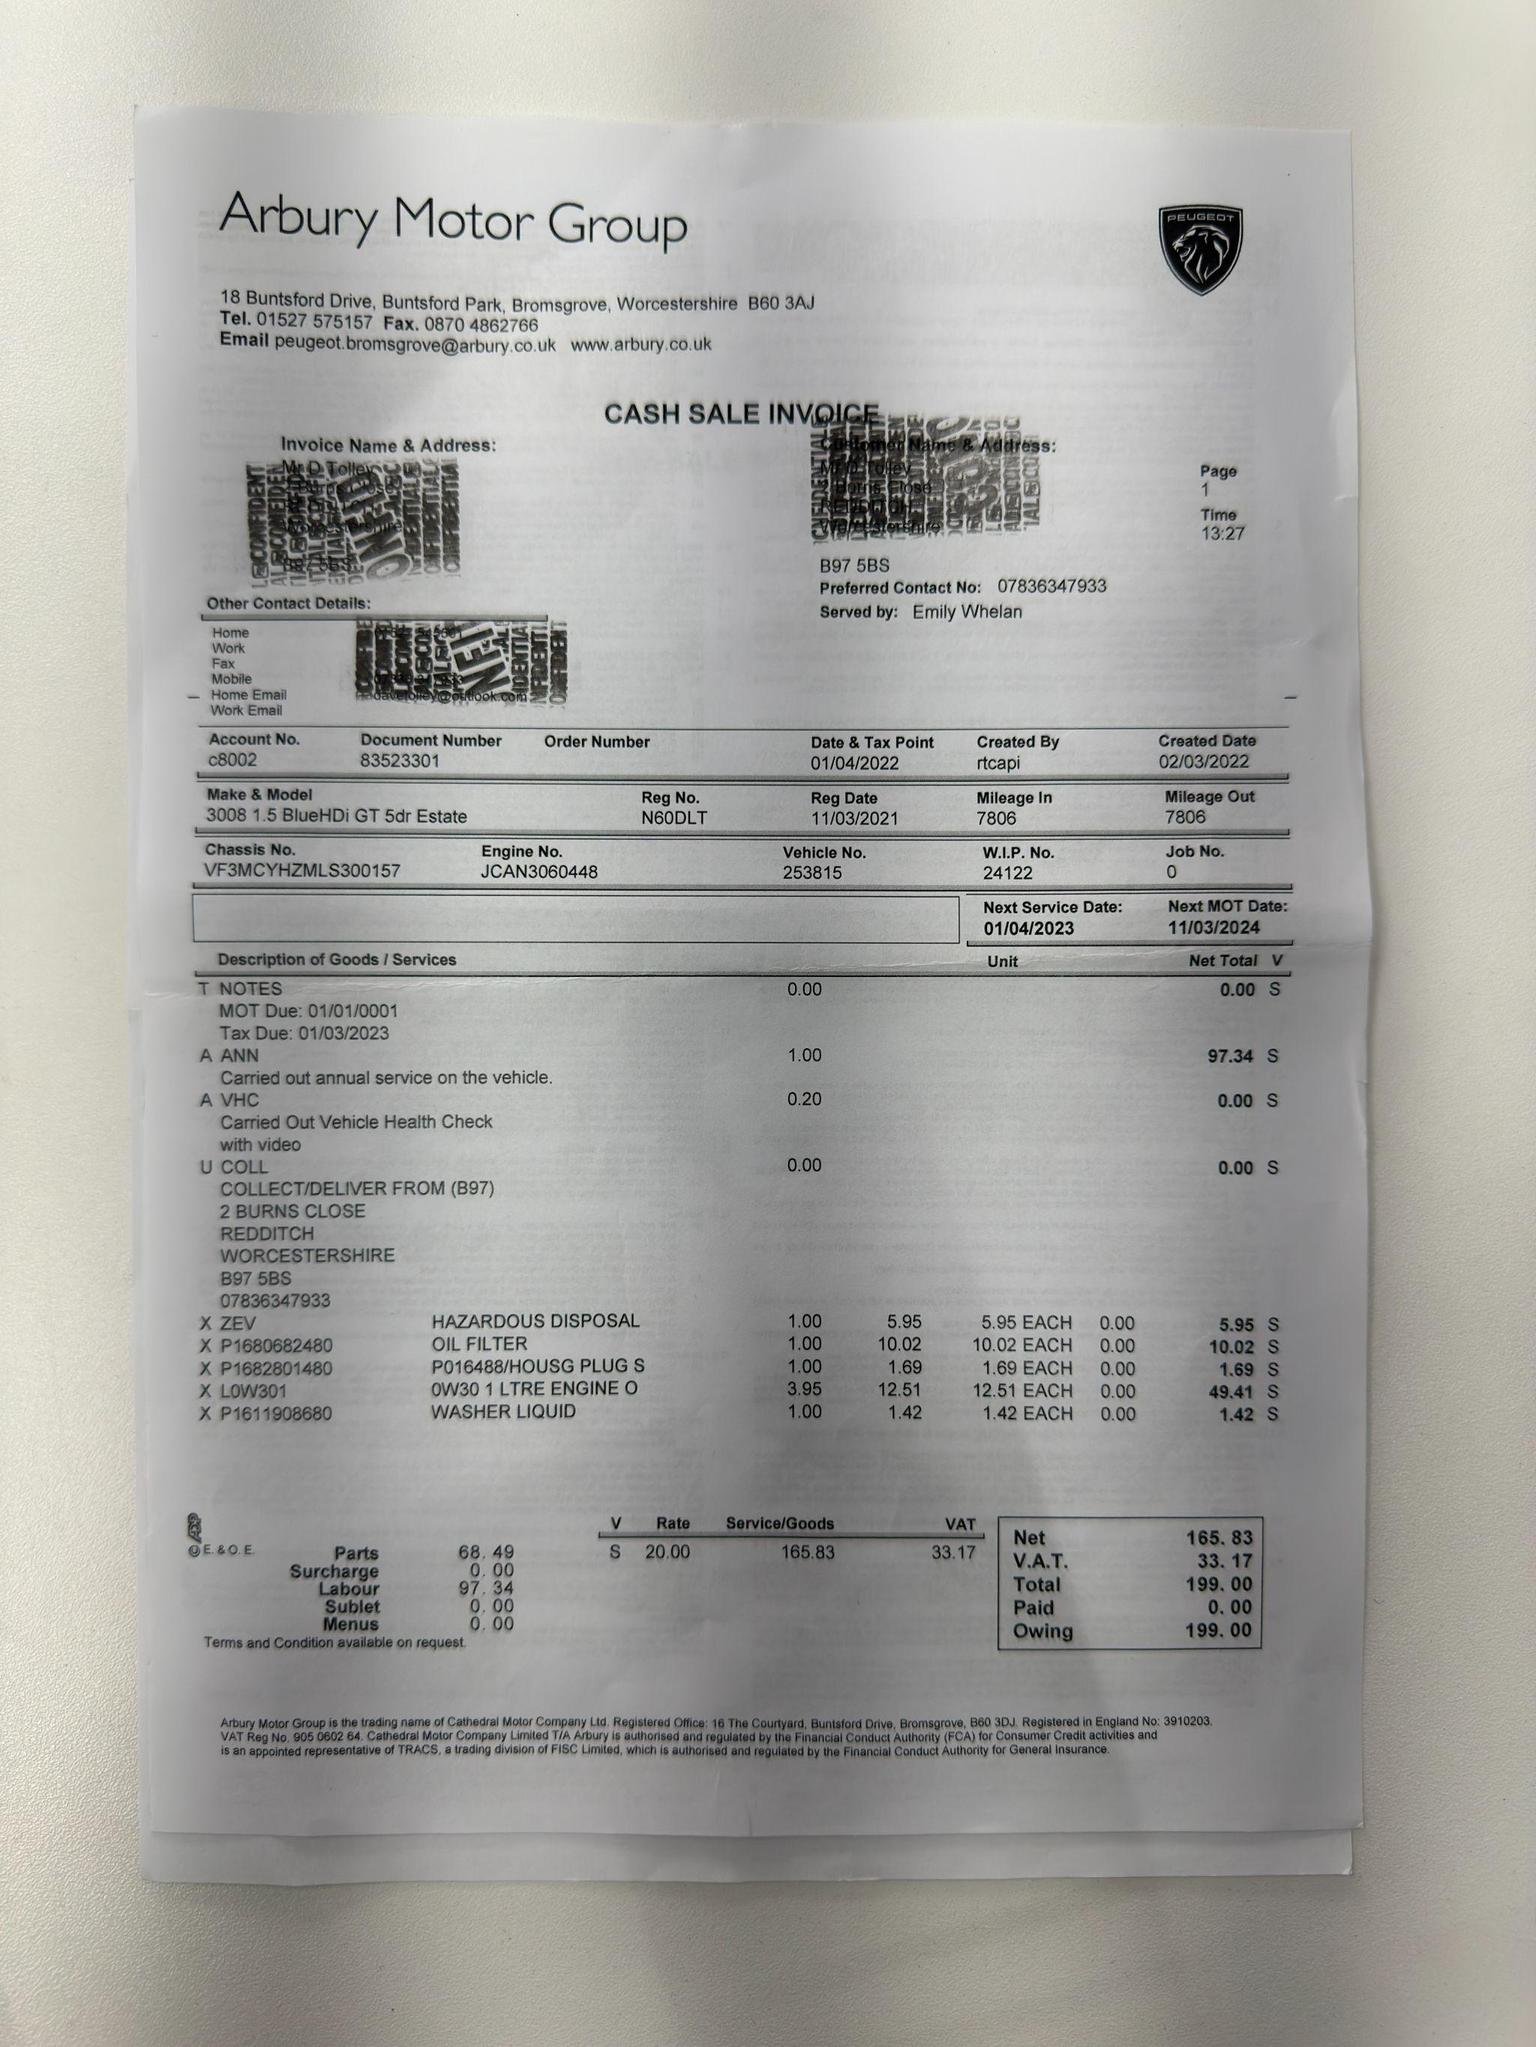 Arbury Motor Group
PEUGEOT
18 Buntsford Drive, Buntsford Park, Bromsgrove, Worcestershire B60 3AJ
Tel. 01527 575157 Fax. 0870 4862766
Email peugeot.bromsgrove@arbury.co.uk www.arbury.co.uk
CASH SALE INVOICE
Invoice Name & Address:
Customer Name & Address:
Page
1
Time
13:27
B97 5BS
Preferred Contact No: 07836347933
Served by: Emily Whelan
Other Contact Details:
Home
Work
Fax
Mobile
Home Email
Work Email
Account No. Document Number Order Number Date & Tax Point Created By Created Date
c8002 83523301 01/04/2022 rtcapi 02/03/2022
Make & Model Reg No. Reg Date Mileage In Mileage Out
3008 1.5 BlueHDi GT 5dr Estate N60DLT 11/03/2021 7806 7806
Chassis No. Engine No. Vehicle No. W.I.P. No. Job No.
VF3MCYHZMLS300157 JCAN3060448 253815 24122 0
Next Service Date: Next MOT Date:
01/04/2023 11/03/2024
Description of Goods / Services Unit Net Total V
T NOTES 0.00 0.00 S
MOT Due: 01/01/0001
Tax Due: 01/03/2023
A ANN 1.00 97.34 S
Carried out annual service on the vehicle.
A VHC 0.20 0.00 S
Carried Out Vehicle Health Check
with video
U COLL 0.00 0.00 S
COLLECT/DELIVER FROM (B97)
2 BURNS CLOSE
REDDITCH
WORCESTERSHIRE
B97 5BS
07836347933
X ZEV HAZARDOUS DISPOSAL 1.00 5.95 5.95 EACH 0.00 5.95 S
X P1680682480 OIL FILTER 1.00 10.02 10.02 EACH 0.00 10.02 S
X P1682801480 P016488/HOUSG PLUG S 1.00 1.69 1.69 EACH 0.00 1.69 S
X L0W301 0W30 1 LTRE ENGINE O 3.95 12.51 12.51 EACH 0.00 49.41 S
X P1611908680 WASHER LIQUID 1.00 1.42 1.42 EACH 0.00 1.42 S
V Rate Service/Goods VAT
S 20.00 165.83 33.17
ADP
© E. & O. E.
Parts 68.49
Surcharge 0.00
Labour 97.34
Sublet 0.00
Menus 0.00
Net 165.83
V.A.T. 33.17
Total 199.00
Paid 0.00
Owing 199.00
Terms and Condition available on request.
Arbury Motor Group is the trading name of Cathedral Motor Company Ltd. Registered Office: 16 The Courtyard, Buntsford Drive, Bromsgrove, B60 3DJ. Registered in England No: 3910203.
VAT Reg No. 905 0602 64. Cathedral Motor Company Limited T/A Arbury is authorised and regulated by the Financial Conduct Authority (FCA) for Consumer Credit activities and
is an appointed representative of TRACS, a trading division of FISC Limited, which is authorised and regulated by the Financial Conduct Authority for General Insurance.